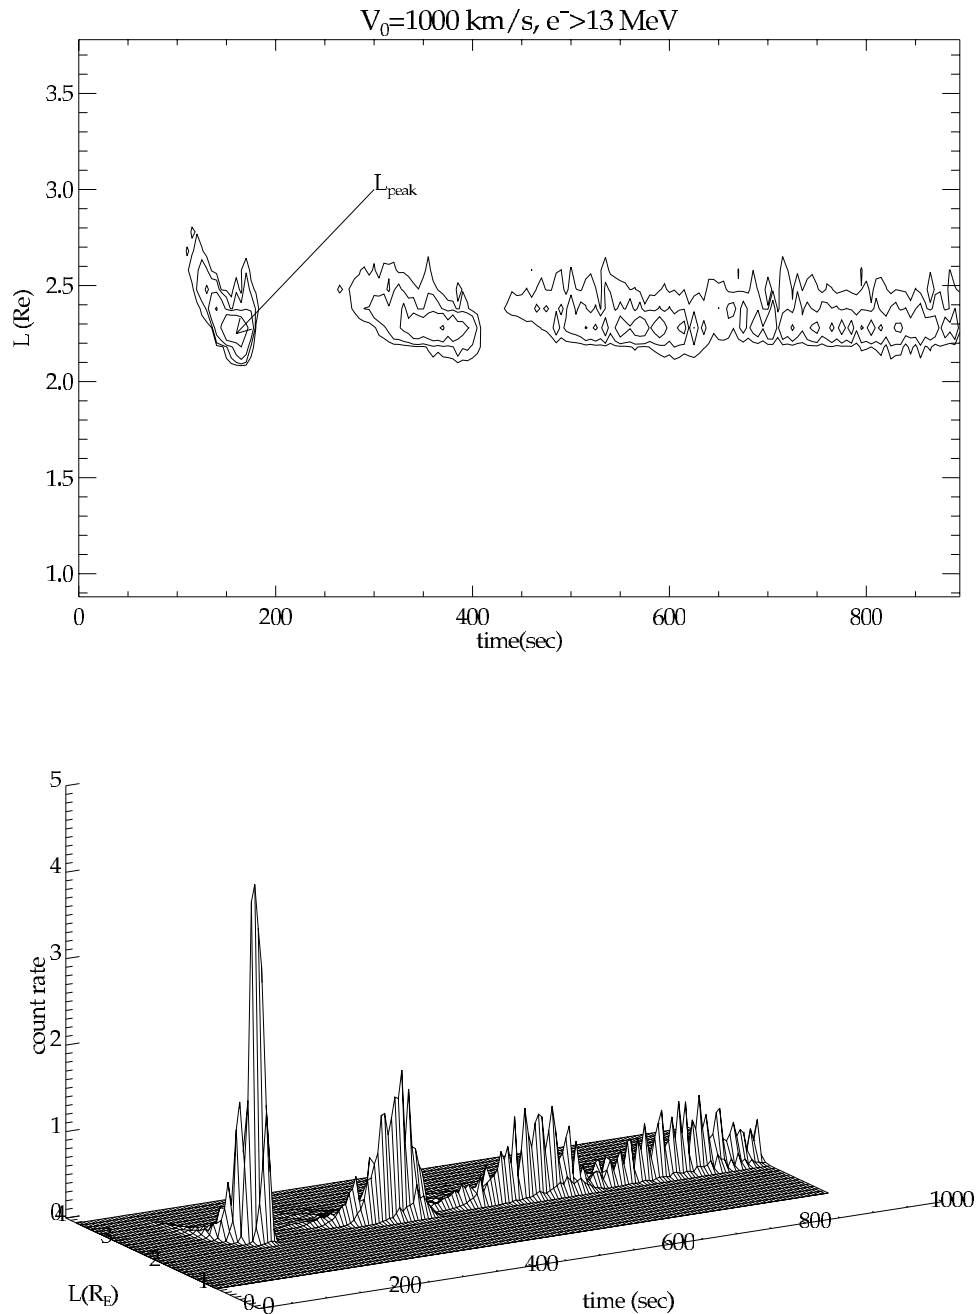 V₀=1000 km/s, e⁻>13 MeV
3.5
3.0
2.5
2.0
1.5
1.0
L (Re)
L_peak
0 200 400 600 800
time(sec)
5
4
3
2
1
0
count rate
4 3 2 1 0
L(R_E)
0 200 400 600 800 1000
time (sec)